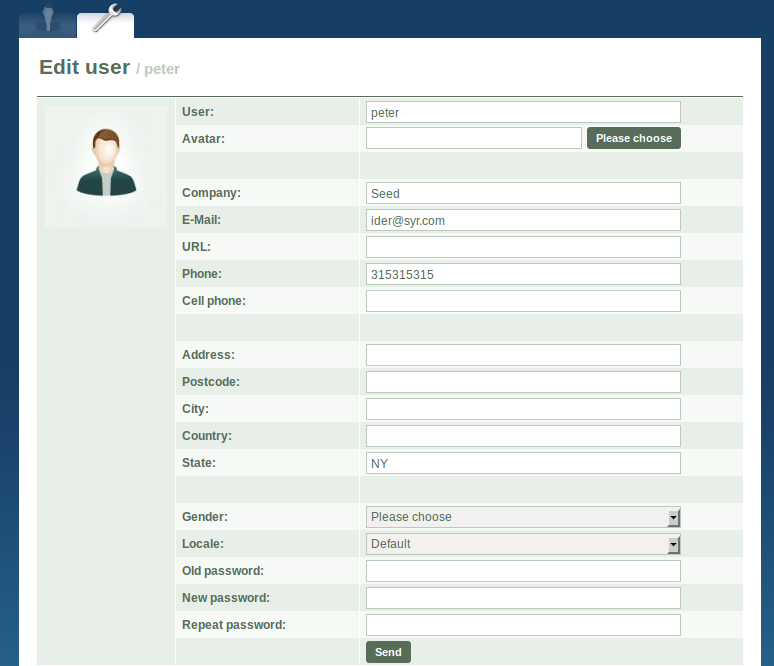 Edit user / peter
User: peter
Avatar: Please choose
Company: Seed
E-Mail: ider@syr.com
URL:
Phone: 315315315
Cell phone:
Address:
Postcode:
City:
Country:
State: NY
Gender: Please choose
Locale: Default
Old password:
New password:
Repeat password:
Send